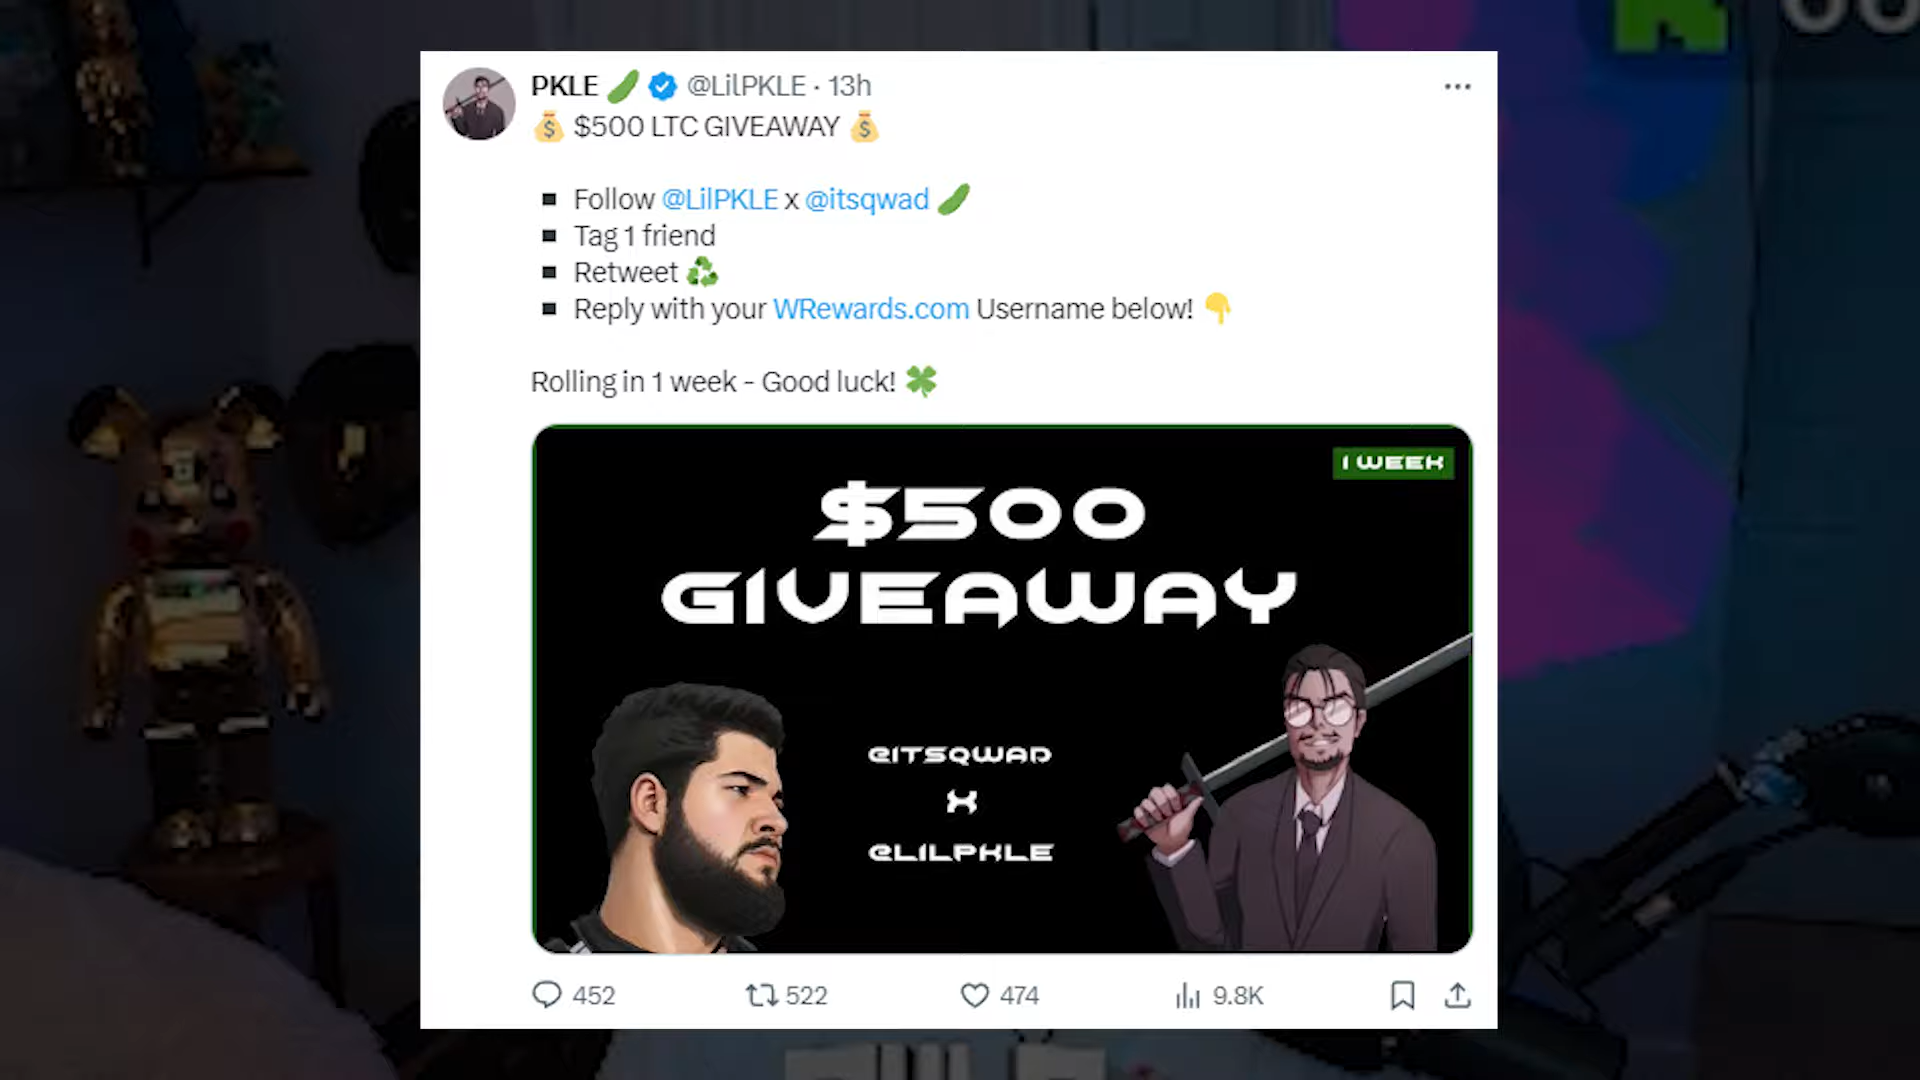 PKLE 🥒 @LilPKLE · 13h
💰 $500 LTC GIVEAWAY 💰
▪ Follow @LilPKLE x @itsqwad 🥒
▪ Tag 1 friend
▪ Retweet ♻️
▪ Reply with your WRewards.com Username below! 👇
Rolling in 1 week - Good luck! 🍀
1 WEEK
$500
GIVEAWAY
@ITSQWAD
X
@LILPKLE
452 522 474 9.8K